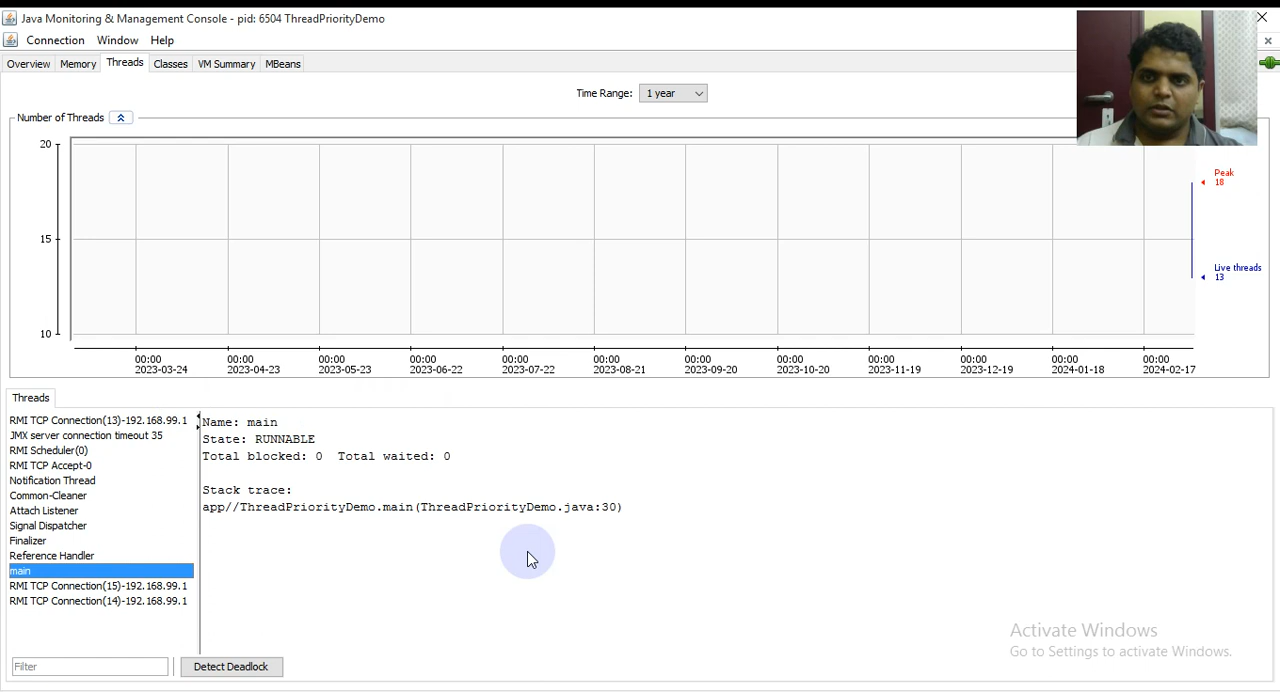 Java Monitoring & Management Console - pid: 6504 ThreadPriorityDemo
Connection Window Help
Overview Memory Threads Classes VM Summary MBeans
Time Range: 1 year
Number of Threads
20
15
10
Peak
18
Live threads
13
00:00 00:00 00:00 00:00 00:00 00:00 00:00 00:00 00:00 00:00 00:00 00:00
2023-03-24 2023-04-23 2023-05-23 2023-06-22 2023-07-22 2023-08-21 2023-09-20 2023-10-20 2023-11-19 2023-12-19 2024-01-18 2024-02-17
Threads
RMI TCP Connection(13)-192.168.99.1
JMX server connection timeout 35
RMI Scheduler(0)
RMI TCP Accept-0
Notification Thread
Common-Cleaner
Attach Listener
Signal Dispatcher
Finalizer
Reference Handler
main
RMI TCP Connection(15)-192.168.99.1
RMI TCP Connection(14)-192.168.99.1
Name: main
State: RUNNABLE
Total blocked: 0 Total waited: 0
Stack trace:
app//ThreadPriorityDemo.main(ThreadPriorityDemo.java:30)
Filter
Detect Deadlock
Activate Windows
Go to Settings to activate Windows.